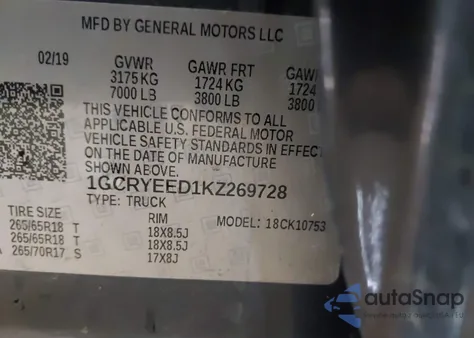 MFD BY GENERAL MOTORS LLC
02/19 GVWR GAWR FRT GAW
3175 KG 1724 KG 1724
7000 LB 3800 LB 3800
THIS VEHICLE CONFORMS TO ALL
APPLICABLE U.S. FEDERAL MOTOR
VEHICLE SAFETY STANDARDS IN EFFEC
ON THE DATE OF MANUFACTURE
SHOWN ABOVE.
1GCRYEED1KZ269728
TYPE: TRUCK MODEL: 18CK10753
TIRE SIZE RIM
265/65R18 T 18X8.5J
265/65R18 T 18X8.5J
A 265/70R17 S 17X8J
autaSnap